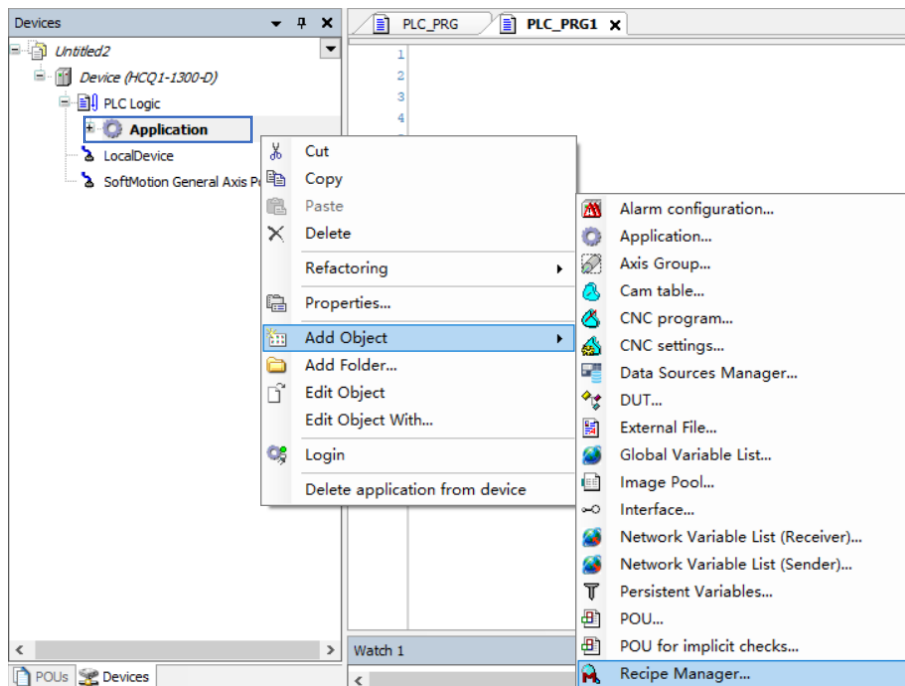 Devices
Untitled2
Device (HCQ1-1300-D)
PLC Logic
Application
LocalDevice
SoftMotion General Axis P
POUs
Devices
PLC_PRG
PLC_PRG1
1
2
3
4
Cut
Copy
Paste
Delete
Refactoring
Properties...
Add Object
Add Folder...
Edit Object
Edit Object With...
Login
Delete application from device
Alarm configuration...
Application...
Axis Group...
Cam table...
CNC program...
CNC settings...
Data Sources Manager...
DUT...
External File...
Global Variable List...
Image Pool...
Interface...
Network Variable List (Receiver)...
Network Variable List (Sender)...
Persistent Variables...
POU...
POU for implicit checks...
Recipe Manager...
Watch 1